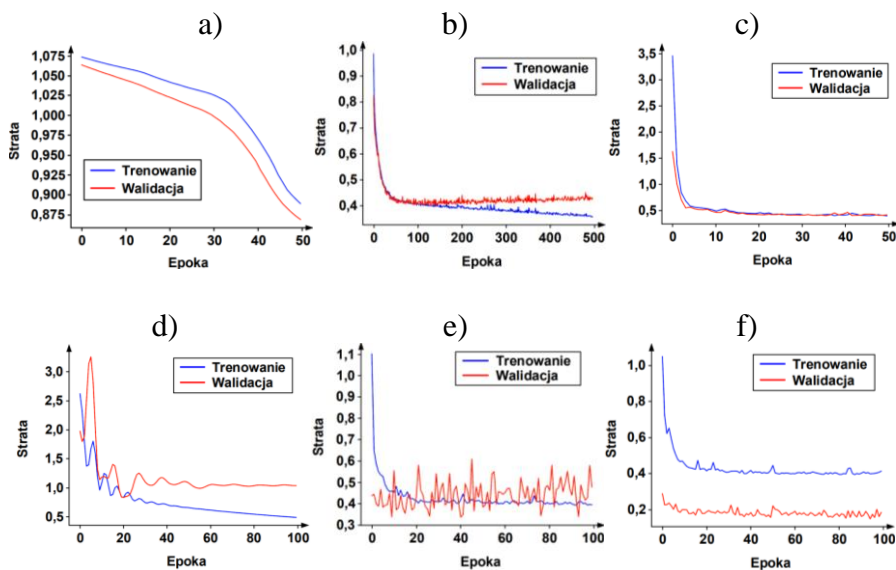 a)
1,075
1,050
1,025
1,000
0,975
0,950
0,925
0,900
0,875
Strata
Trenowanie
Walidacja
0 10 20 30 40 50
Epoka
b)
1,0
0,8
0,6
0,4
Strata
Trenowanie
Walidacja
0 100 200 300 400 500
Epoka
c)
3,5
3,0
2,5
2,0
1,5
1,0
0,5
Strata
Trenowanie
Walidacja
0 10 20 30 40 50
Epoka
d)
3,0
2,5
2,0
1,5
1,0
0,5
Strata
Trenowanie
Walidacja
0 20 40 60 80 100
Epoka
e)
1,1
1,0
0,9
0,8
0,7
0,6
0,5
0,4
0,3
Strata
Trenowanie
Walidacja
0 20 40 60 80 100
Epoka
f)
1,0
0,8
0,6
0,4
0,2
Strata
Trenowanie
Walidacja
0 20 40 60 80 100
Epoka